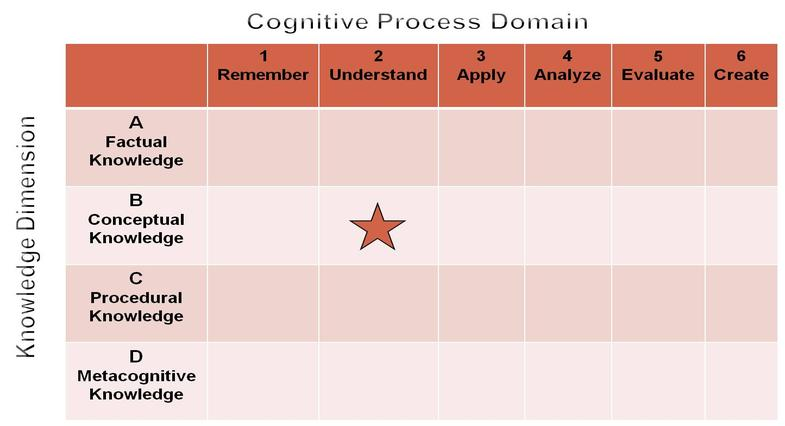 Cognitive Process Domain
1
Remember
2
Understand
3
Apply
4
Analyze
5
Evaluate
6
Create
Knowledge Dimension
A
Factual
Knowledge
B
Conceptual
Knowledge
C
Procedural
Knowledge
D
Metacognitive
Knowledge